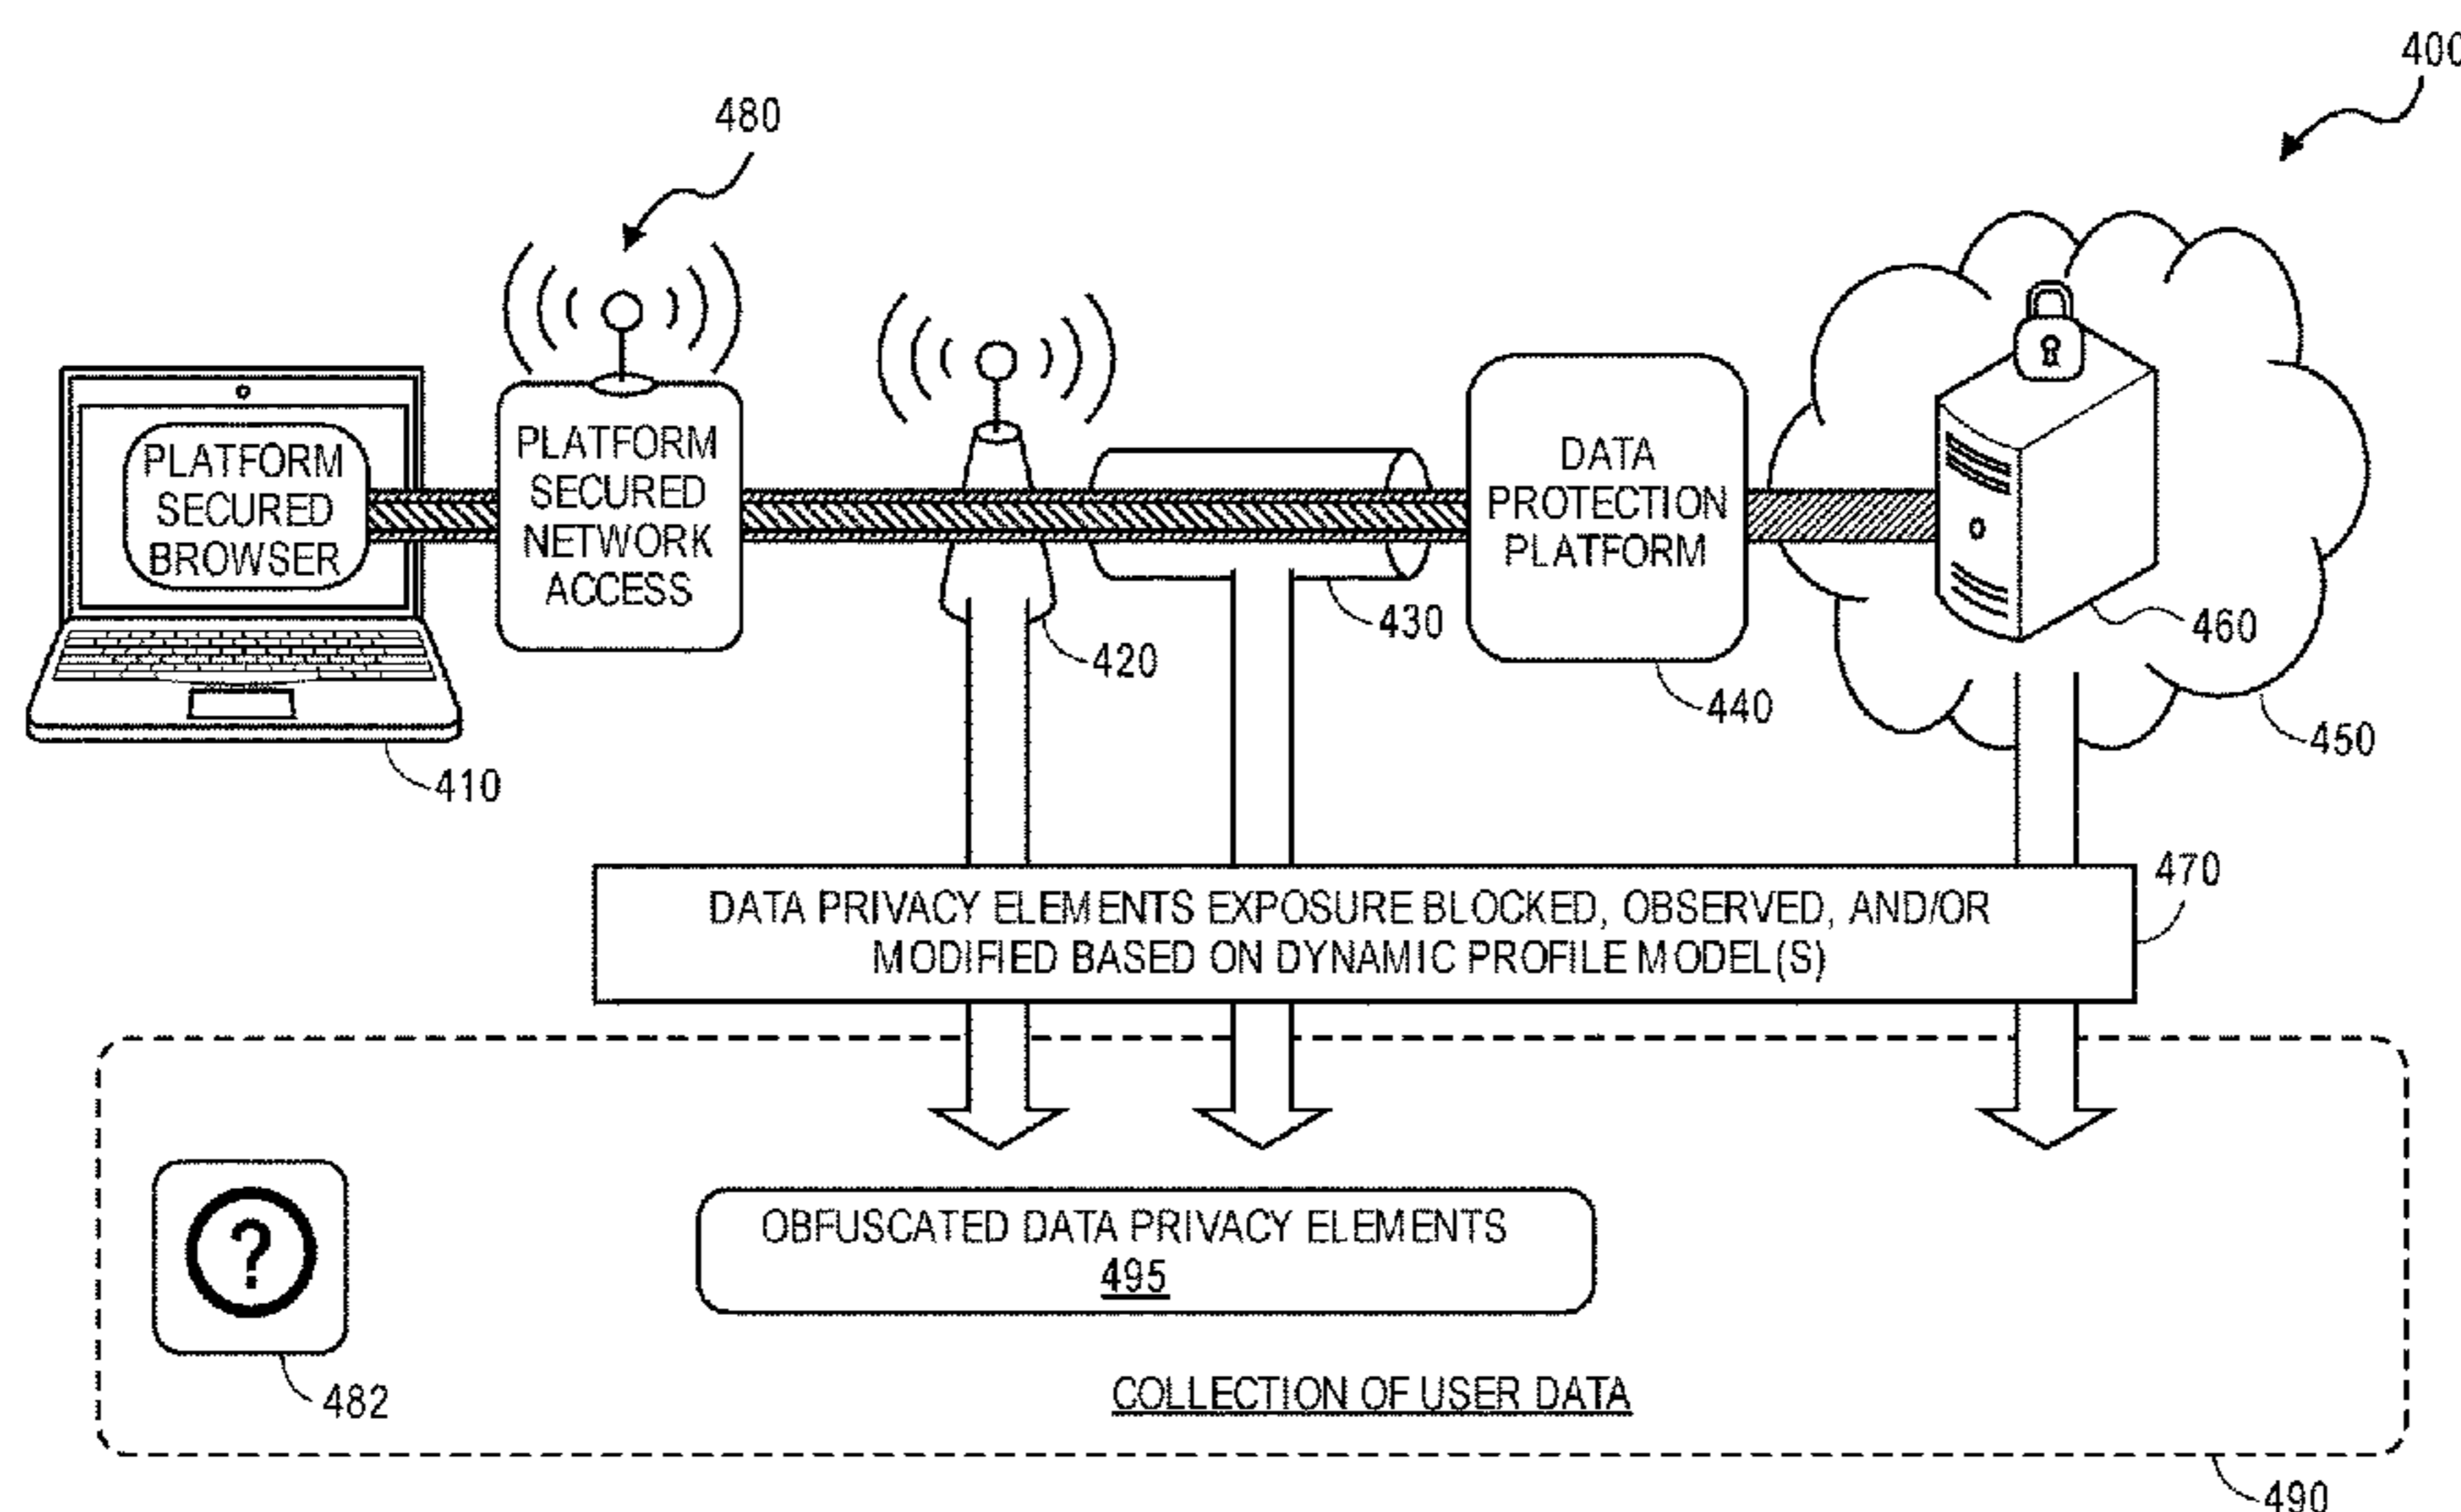 400
480
PLATFORM
SECURED
BROWSER
PLATFORM
SECURED
NETWORK
ACCESS
DATA
PROTECTION
PLATFORM
430
460
420
440
450
410
470
DATA PRIVACY ELEMENTS EXPOSURE BLOCKED, OBSERVED, AND/OR
MODIFIED BASED ON DYNAMIC PROFILE MODEL(S)
?
OBFUSCATED DATA PRIVACY ELEMENTS
495
482
COLLECTION OF USER DATA
490